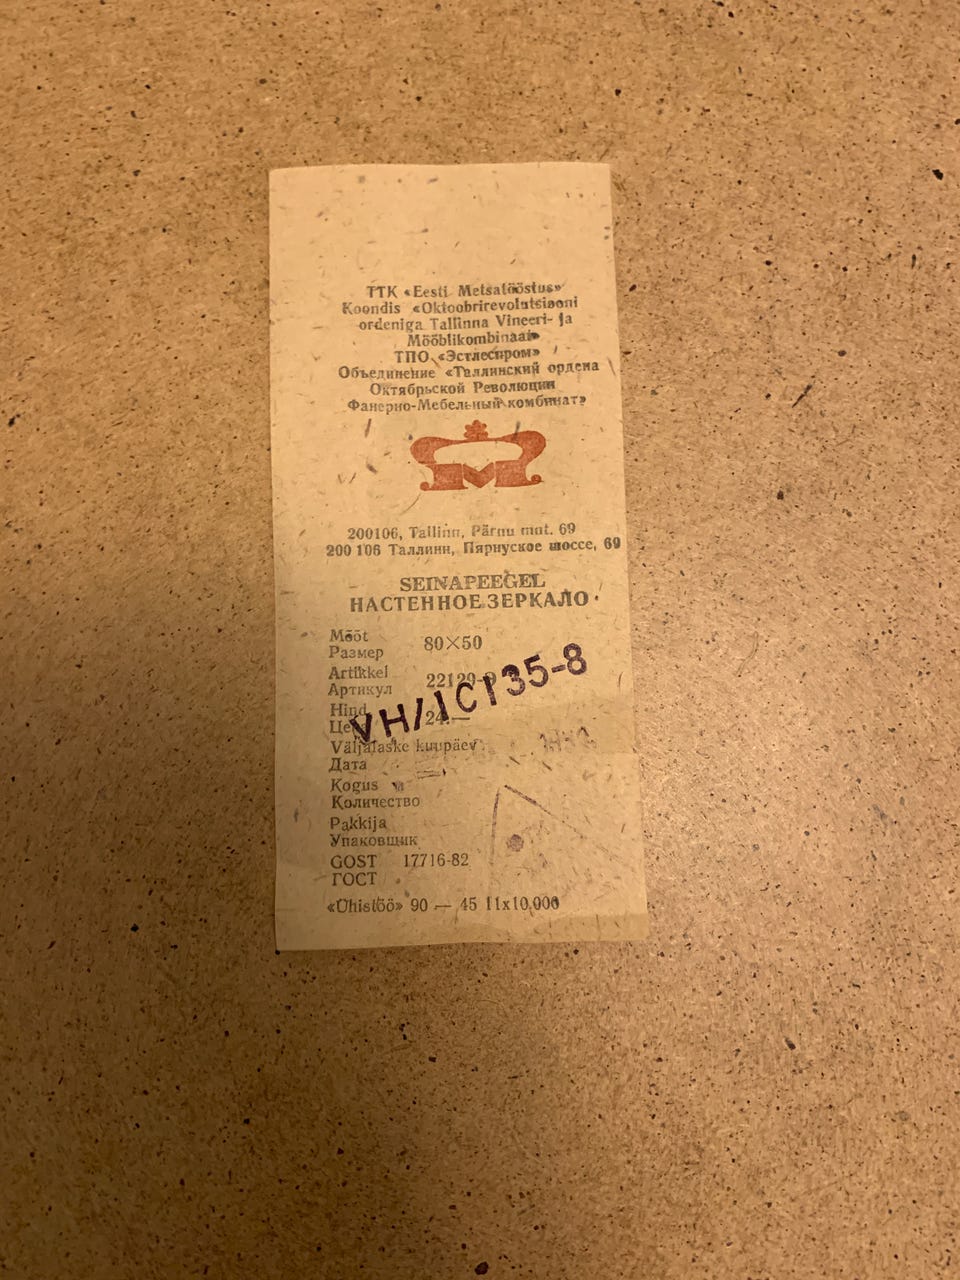 TTK «Eesti Metsatööstus»
Koondis «Oktoobrirevolutsiooni
ordeniga Tallinna Vineeri- ja
Mööblikombinaat»
ТПО «Эстлеспром»
Объединение «Таллинский ордена
Октябрьской Революции
Фанерно-Мебельный комбинат»
200106, Tallinn, Pärnu mnt. 69
200 106 Таллинн, Пярнуское шоссе, 69
SEINAPEEGEL
НАСТЕННОЕ ЗЕРКАЛО
Mõõt
Размер 80×50
Artikkel
Артикул 22129-
Hind
24.—
VH/1C135-8
Väljalaske kuupäev
Дата
Kogus
Количество
Pakkija
Упаковщик
GOST 17716-82
ГОСТ
«Ühistöö» 90 — 45 11x10,000